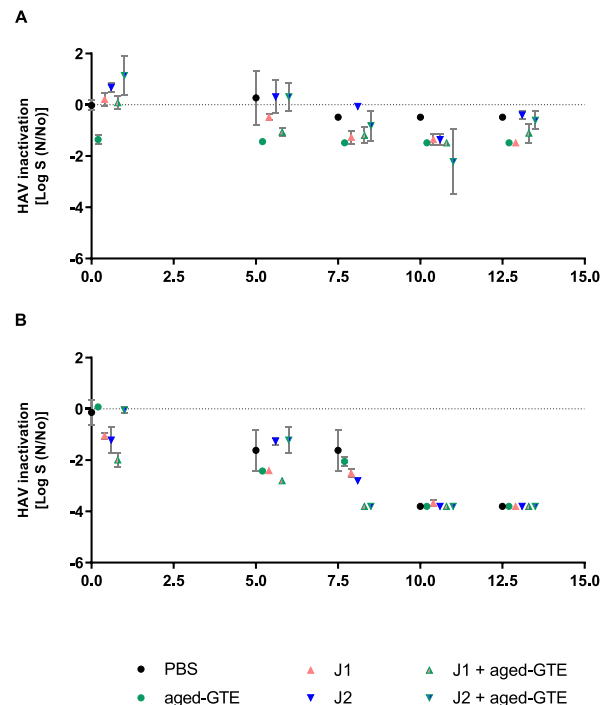 A
HAV inactivation
[Log S (N/No)]
2
0
-2
-4
-6
0.0 2.5 5.0 7.5 10.0 12.5 15.0
B
HAV inactivation
[Log S (N/No)]
2
0
-2
-4
-6
0.0 2.5 5.0 7.5 10.0 12.5 15.0
PBS J1 J1 + aged-GTE
aged-GTE J2 J2 + aged-GTE